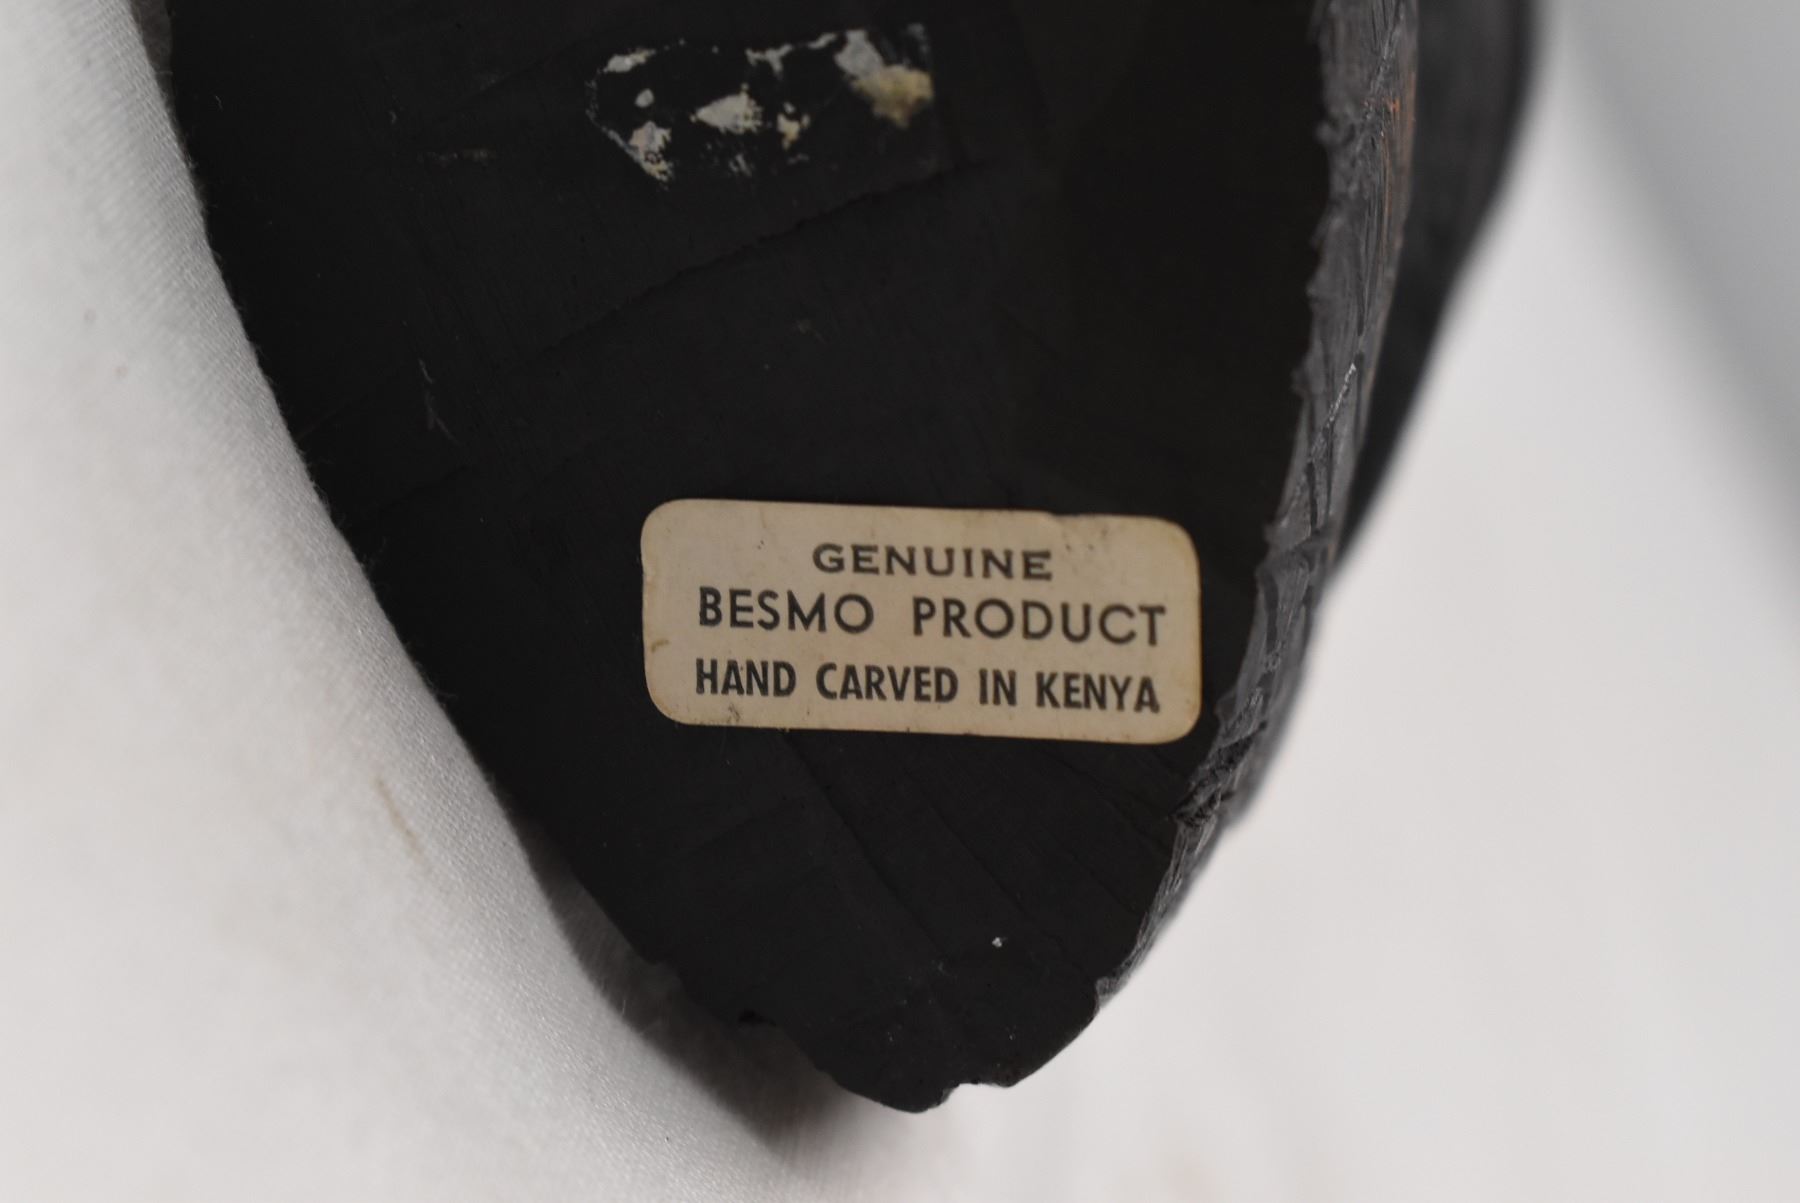 GENUINE
BESMO PRODUCT
HAND CARVED IN KENYA